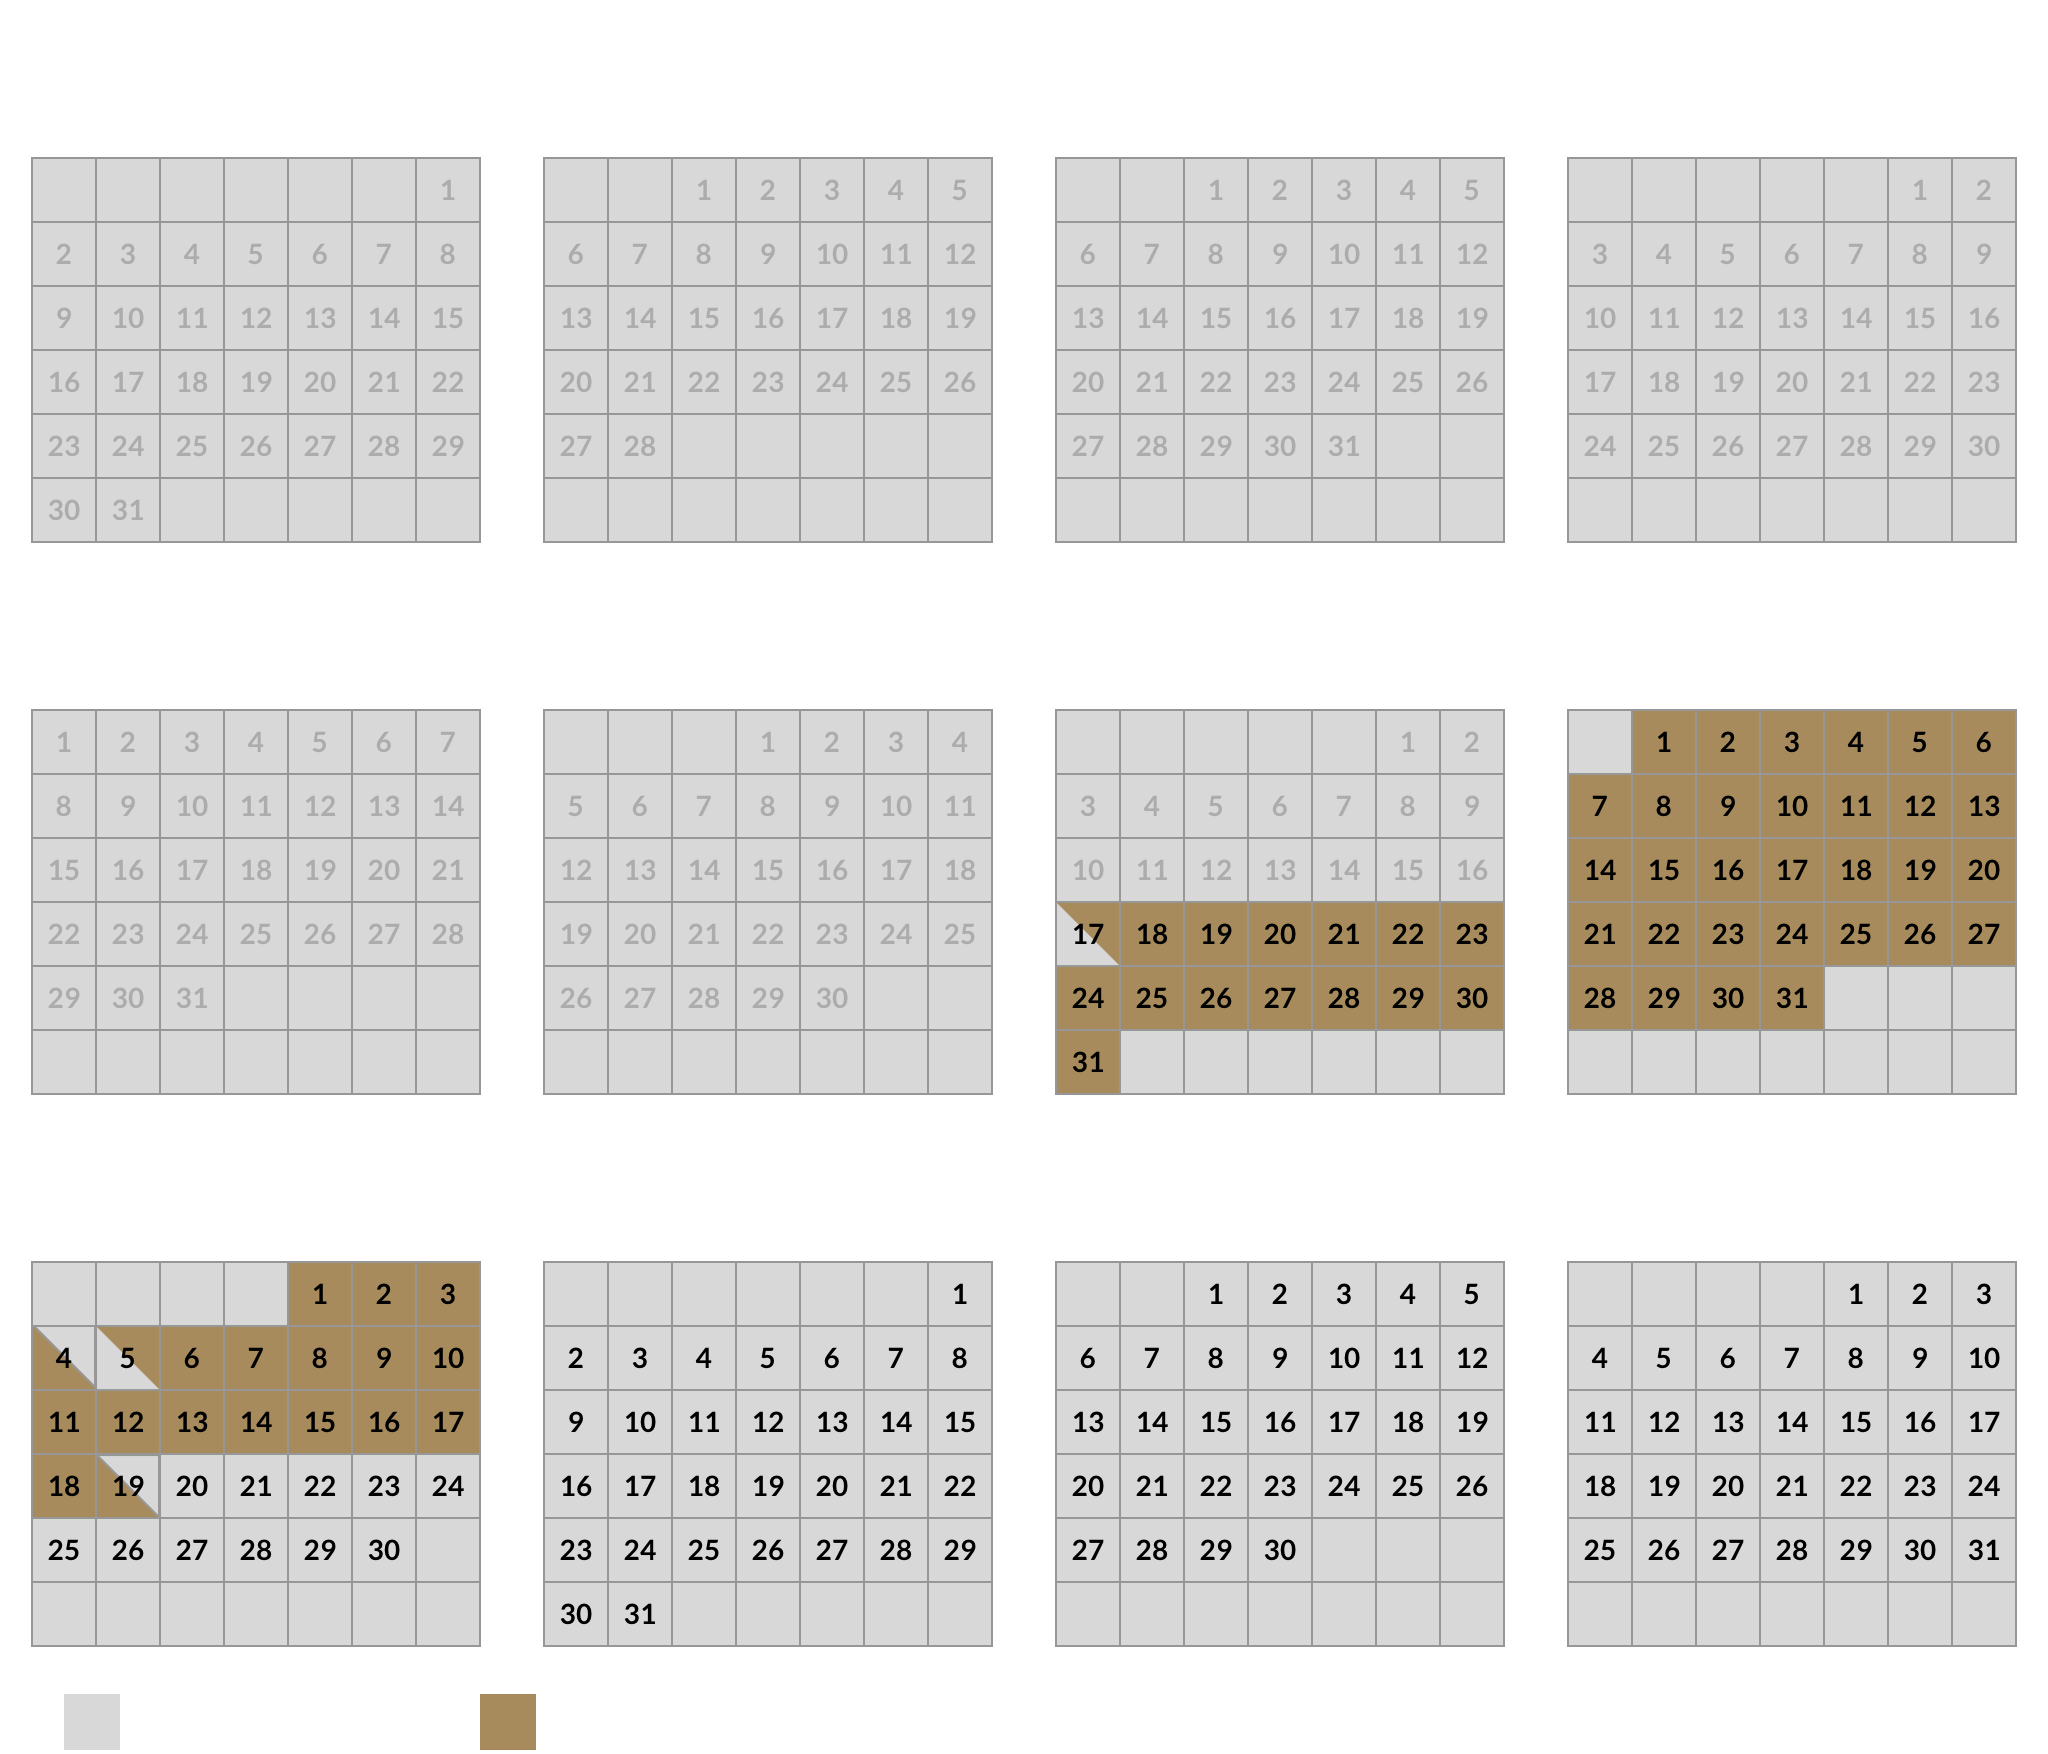 1
2 3 4 5 6 7 8
9 10 11 12 13 14 15
16 17 18 19 20 21 22
23 24 25 26 27 28 29
30 31
1 2 3 4 5
6 7 8 9 10 11 12
13 14 15 16 17 18 19
20 21 22 23 24 25 26
27 28
1 2 3 4 5
6 7 8 9 10 11 12
13 14 15 16 17 18 19
20 21 22 23 24 25 26
27 28 29 30 31
1 2
3 4 5 6 7 8 9
10 11 12 13 14 15 16
17 18 19 20 21 22 23
24 25 26 27 28 29 30
1 2 3 4 5 6 7
8 9 10 11 12 13 14
15 16 17 18 19 20 21
22 23 24 25 26 27 28
29 30 31
1 2 3 4
5 6 7 8 9 10 11
12 13 14 15 16 17 18
19 20 21 22 23 24 25
26 27 28 29 30
1 2
3 4 5 6 7 8 9
10 11 12 13 14 15 16
17 18 19 20 21 22 23
24 25 26 27 28 29 30
31
1 2 3 4 5 6
7 8 9 10 11 12 13
14 15 16 17 18 19 20
21 22 23 24 25 26 27
28 29 30 31
1 2 3
4 5 6 7 8 9 10
11 12 13 14 15 16 17
18 19 20 21 22 23 24
25 26 27 28 29 30
1
2 3 4 5 6 7 8
9 10 11 12 13 14 15
16 17 18 19 20 21 22
23 24 25 26 27 28 29
30 31
1 2 3 4 5
6 7 8 9 10 11 12
13 14 15 16 17 18 19
20 21 22 23 24 25 26
27 28 29 30
1 2 3
4 5 6 7 8 9 10
11 12 13 14 15 16 17
18 19 20 21 22 23 24
25 26 27 28 29 30 31